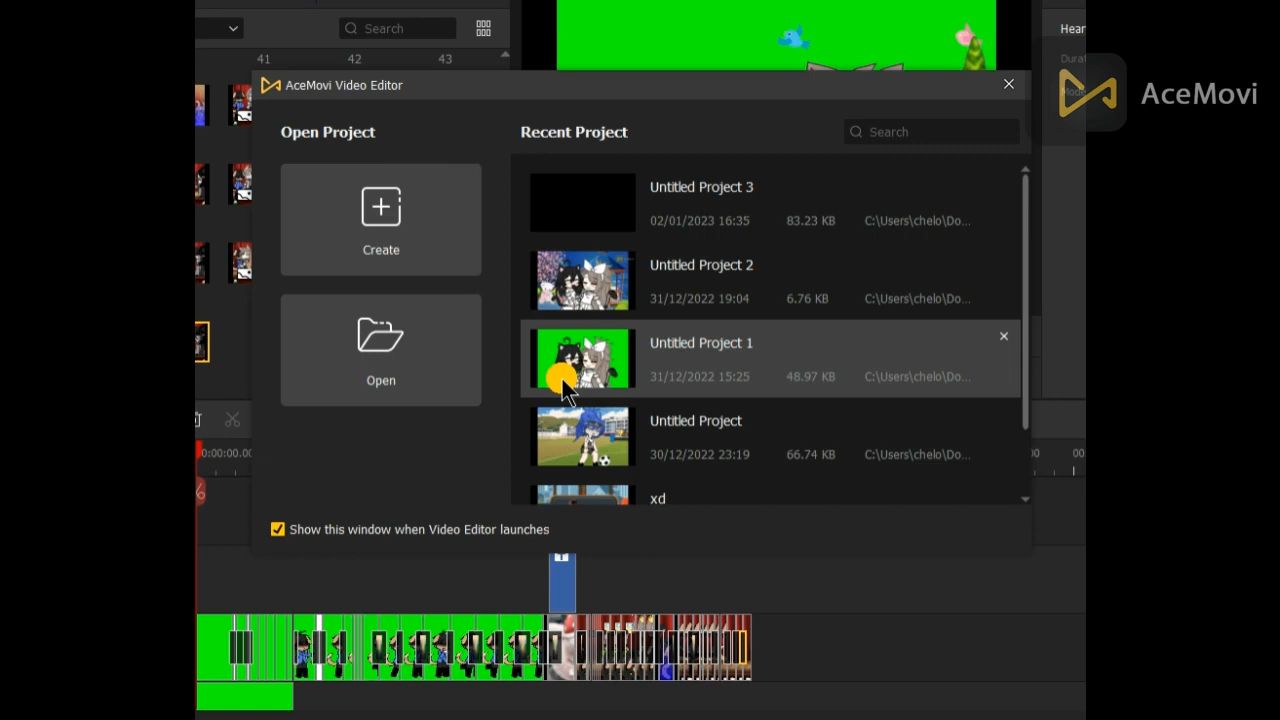 Search
Hear
41 42 43
Durat
Mode
AceMovi
AceMovi Video Editor
Open Project
Recent Project
Search
Create
Open
Untitled Project 3
02/01/2023 16:35 83.23 KB C:\Users\chelo\Do...
Untitled Project 2
31/12/2022 19:04 6.76 KB C:\Users\chelo\Do...
Untitled Project 1
31/12/2022 15:25 48.97 KB C:\Users\chelo\Do...
Untitled Project
30/12/2022 23:19 66.74 KB C:\Users\chelo\Do...
xd
0:00:00.00
00
Show this window when Video Editor launches